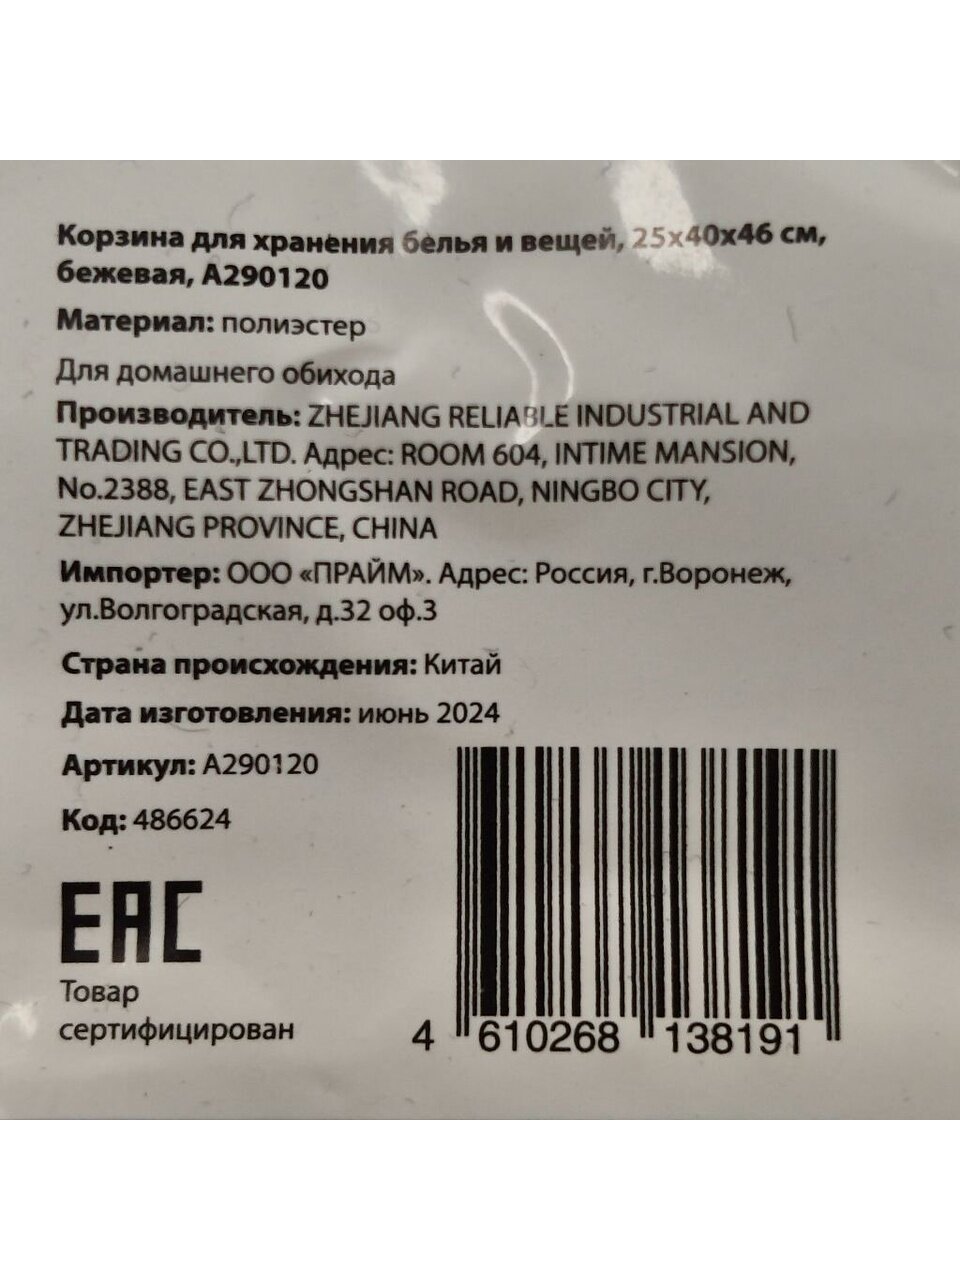 Корзина для хранения белья и вещей, 25х40х46 см,
бежевая, А290120
Материал: полиэстер
Для домашнего обихода
Производитель: ZHEJIANG RELIABLE INDUSTRIAL AND
TRADING CO.,LTD. Адрес: ROOM 604, INTIME MANSION,
No.2388, EAST ZHONGSHAN ROAD, NINGBO CITY,
ZHEJIANG PROVINCE, CHINA
Импортер: ООО «ПРАЙМ». Адрес: Россия, г.Воронеж,
ул.Волгоградская, д.32 оф.3
Страна происхождения: Китай
Дата изготовления: июнь 2024
Артикул: А290120
Код: 486624
ЕАС
Товар
сертифицирован
4 610268 138191